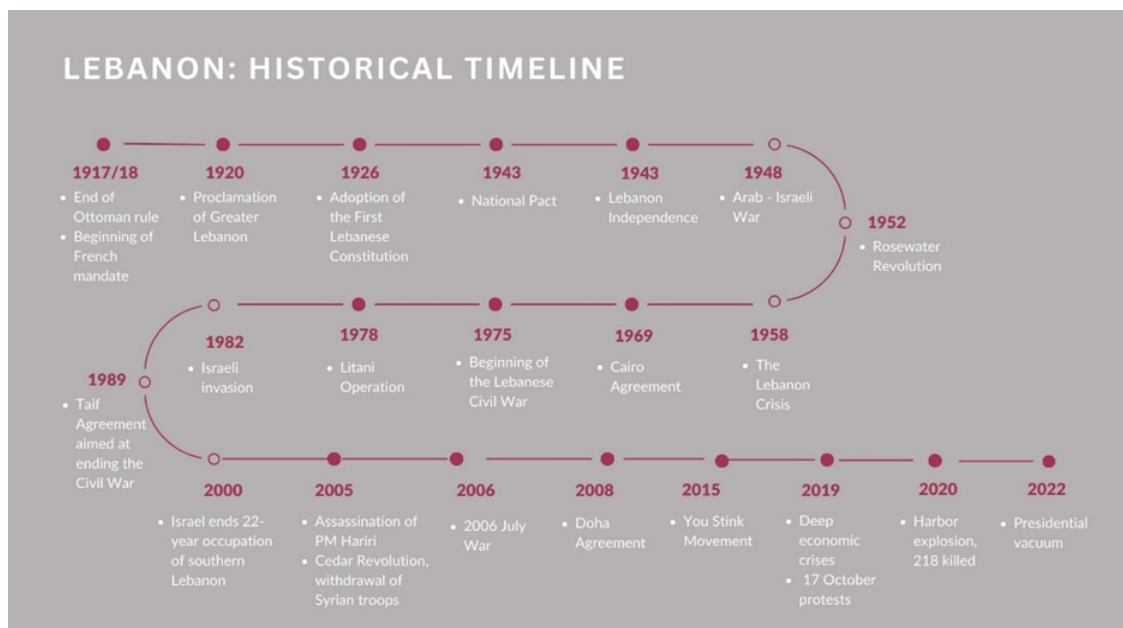 LEBANON: HISTORICAL TIMELINE
1917/18
• End of
Ottoman rule
• Beginning of
French
mandate
1920
• Proclamation
of Greater
Lebanon
1926
• Adoption of
the First
Lebanese
Constitution
1943
• National Pact
1943
• Lebanon
Independence
1948
• Arab - Israeli
War
1952
• Rosewater
Revolution
1958
• The
Lebanon
Crisis
1969
• Cairo
Agreement
1975
• Beginning of
the Lebanese
Civil War
1978
• Litani
Operation
1982
• Israeli
invasion
1989
• Taif
Agreement
aimed at
ending the
Civil War
2000
• Israel ends 22-
year occupation
of southern
Lebanon
2005
• Assassination of
PM Hariri
• Cedar Revolution,
withdrawal of
Syrian troops
2006
• 2006 July
War
2008
• Doha
Agreement
2015
• You Stink
Movement
2019
• Deep
economic
crises
• 17 October
protests
2020
• Harbor
explosion,
218 killed
2022
• Presidential
vacuum